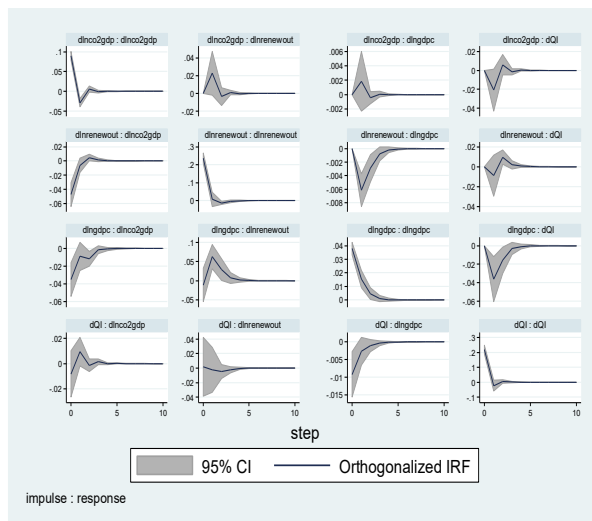 dlnco2gdp : dlnco2gdp
dlnco2gdp : dlnrenewout
dlnco2gdp : dlngdpc
dlnco2gdp : dQI
.1
.05
0
-.05
.04
.02
0
-.02
.006
.004
.002
0
-.002
.02
0
-.02
-.04
dlnrenewout : dlnco2gdp
dlnrenewout : dlnrenewout
dlnrenewout : dlngdpc
dlnrenewout : dQI
.02
0
-.02
-.04
-.06
.3
.2
.1
0
0
-.002
-.004
-.006
-.008
.04
.02
0
-.02
-.04
dlngdpc : dlnco2gdp
dlngdpc : dlnrenewout
dlngdpc : dlngdpc
dlngdpc : dQI
0
-.02
-.04
-.06
.1
.05
0
-.05
.04
.03
.02
.01
0
0
-.02
-.04
-.06
dQI : dlnco2gdp
dQI : dlnrenewout
dQI : dlngdpc
dQI : dQI
.02
0
-.02
.04
.02
0
-.02
-.04
0
-.005
-.01
-.015
.3
.2
.1
0
-.1
0 5 10
0 5 10
0 5 10
0 5 10
step
95% CI
Orthogonalized IRF
impulse : response